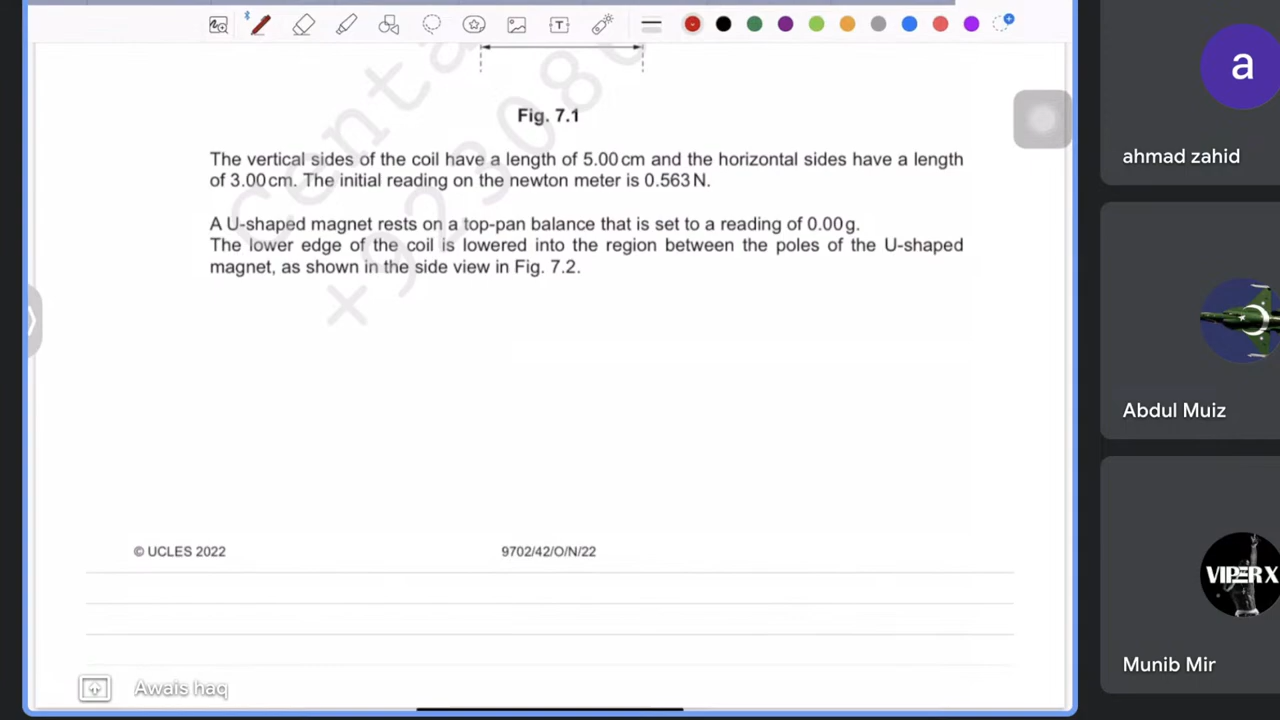 a
ahmad zahid
Fig. 7.1
The vertical sides of the coil have a length of 5.00 cm and the horizontal sides have a length
of 3.00 cm. The initial reading on the newton meter is 0.563 N.
A U-shaped magnet rests on a top-pan balance that is set to a reading of 0.00 g.
The lower edge of the coil is lowered into the region between the poles of the U-shaped
magnet, as shown in the side view in Fig. 7.2.
Abdul Muiz
© UCLES 2022
9702/42/O/N/22
VIPER X
Munib Mir
Awais haq
T
Centa
+92308